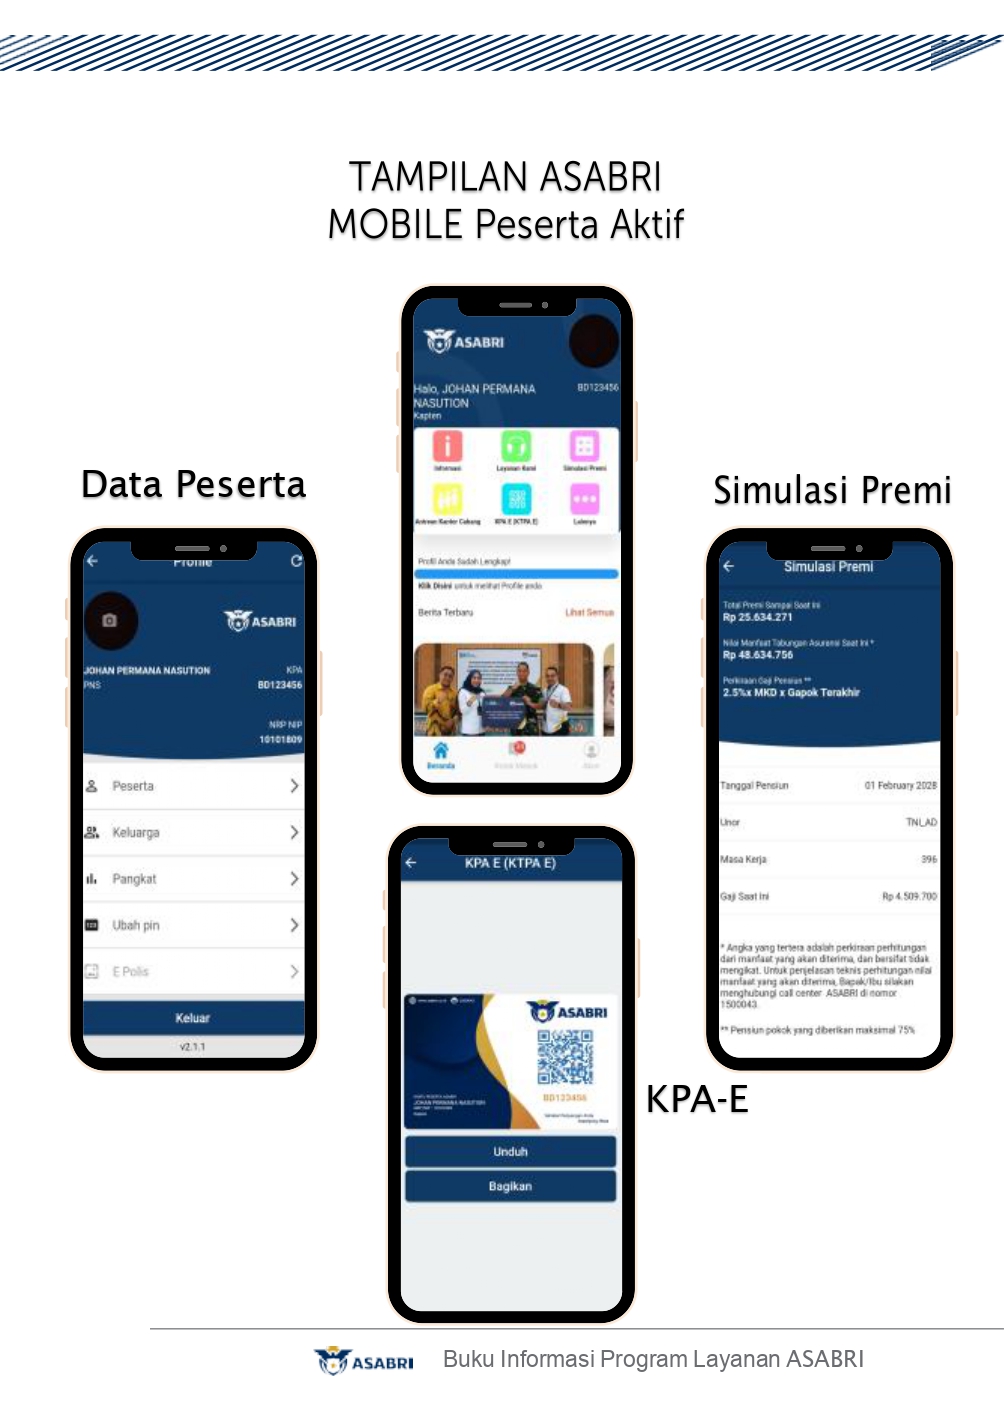 TAMPILAN ASABRI
MOBILE Peserta Aktif
ASABRI
Halo, JOHAN PERMANA
NASUTION
BD123456
Kapten
Informasi
Layanan Kami
Simulasi Premi
Antrean Kantor Cabang
KPA E (KTPA E)
Lainnya
Profil Anda Sudah Lengkap!
Klik Disini untuk melihat Profile anda
Berita Terbaru
Lihat Semua
Beranda
Kotak Masuk
Akun
Data Peserta
Profile
ASABRI
JOHAN PERMANA NASUTION
KPA
PNS
BD123456
NRP NIP
10101809
Peserta
Keluarga
Pangkat
123
Ubah pin
E Polis
Keluar
v2.1.1
Simulasi Premi
Simulasi Premi
Total Premi Sampai Saat Ini
Rp 25.634.271
Nilai Manfaat Tabungan Asuransi Saat Ini *
Rp 48.634.756
Perkiraan Gaji Pensiun **
2.5%x MKD x Gapok Terakhir
Tanggal Pensiun
01 February 2028
Unor
TNI_AD
Masa Kerja
396
Gaji Saat Ini
Rp 4.509.700
* Angka yang tertera adalah perkiraan perhitungan
dari manfaat yang akan diterima, dan bersifat tidak
mengikat. Untuk penjelasan teknis perhitungan nilai
manfaat yang akan diterima, Bapak/Ibu silakan
menghubungi call center ASABRI di nomor
1500043.
** Pensiun pokok yang diberikan maksimal 75%
KPA E (KTPA E)
ASABRI
BD123456
JOHAN PERMANA NASUTION
Unduh
Bagikan
KPA-E
ASABRI
Buku Informasi Program Layanan ASABRI